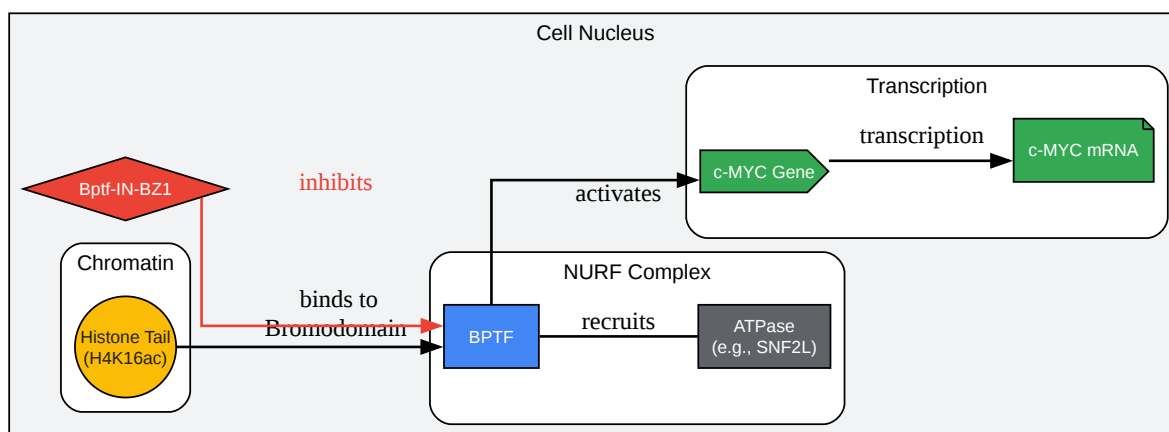 Cell Nucleus
Transcription
transcription
c-MYC Gene
c-MYC mRNA
Bptf-IN-BZ1
inhibits
activates
Chromatin
Histone Tail
(H4K16ac)
binds to
Bromodomain
NURF Complex
BPTF
recruits
ATPase
(e.g., SNF2L)